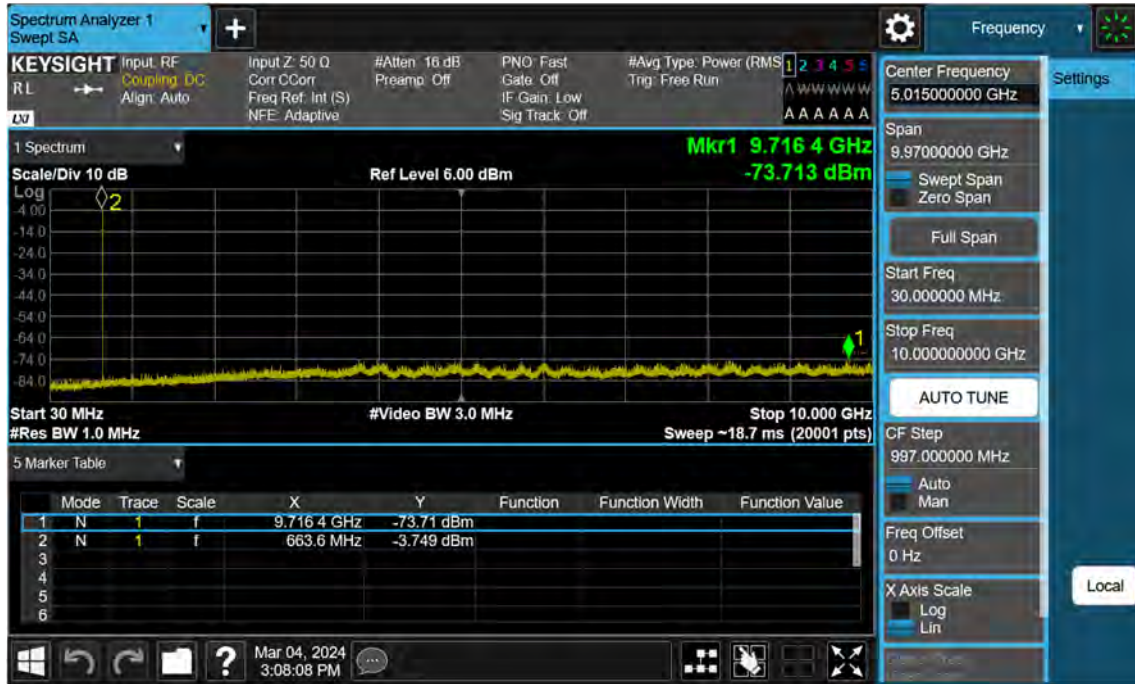 Spectrum Analyzer 1
Swept SA
Frequency
KEYSIGHT
RL
LXI
Input: RF
Coupling: DC
Align: Auto
Input Z: 50 Ω
Corr CCorr
Freq Ref: Int (S)
NFE: Adaptive
#Atten: 16 dB
Preamp: Off
PNO: Fast
Gate: Off
IF Gain: Low
Sig Track: Off
#Avg Type: Power (RMS
Trig: Free Run
1 2 3 4 5 6
A W W W W W
A A A A A A
Center Frequency
5.015000000 GHz
Settings
1 Spectrum
Scale/Div 10 dB
Ref Level 6.00 dBm
Mkr1 9.716 4 GHz
-73.713 dBm
Log
-4.00
-14.0
-24.0
-34.0
-44.0
-54.0
-64.0
-74.0
-84.0
2
1
Start 30 MHz
#Video BW 3.0 MHz
Stop 10.000 GHz
#Res BW 1.0 MHz
Sweep ~18.7 ms (20001 pts)
Span
9.97000000 GHz
Swept Span
Zero Span
Full Span
Start Freq
30.000000 MHz
Stop Freq
10.000000000 GHz
AUTO TUNE
CF Step
997.000000 MHz
Auto
Man
Freq Offset
0 Hz
X Axis Scale
Log
Lin
Local
5 Marker Table
Mode Trace Scale X Y Function Function Width Function Value
1 N 1 f 9.716 4 GHz -73.71 dBm
2 N 1 f 663.6 MHz -3.749 dBm
3
4
5
6
?
Mar 04, 2024
3:08:08 PM